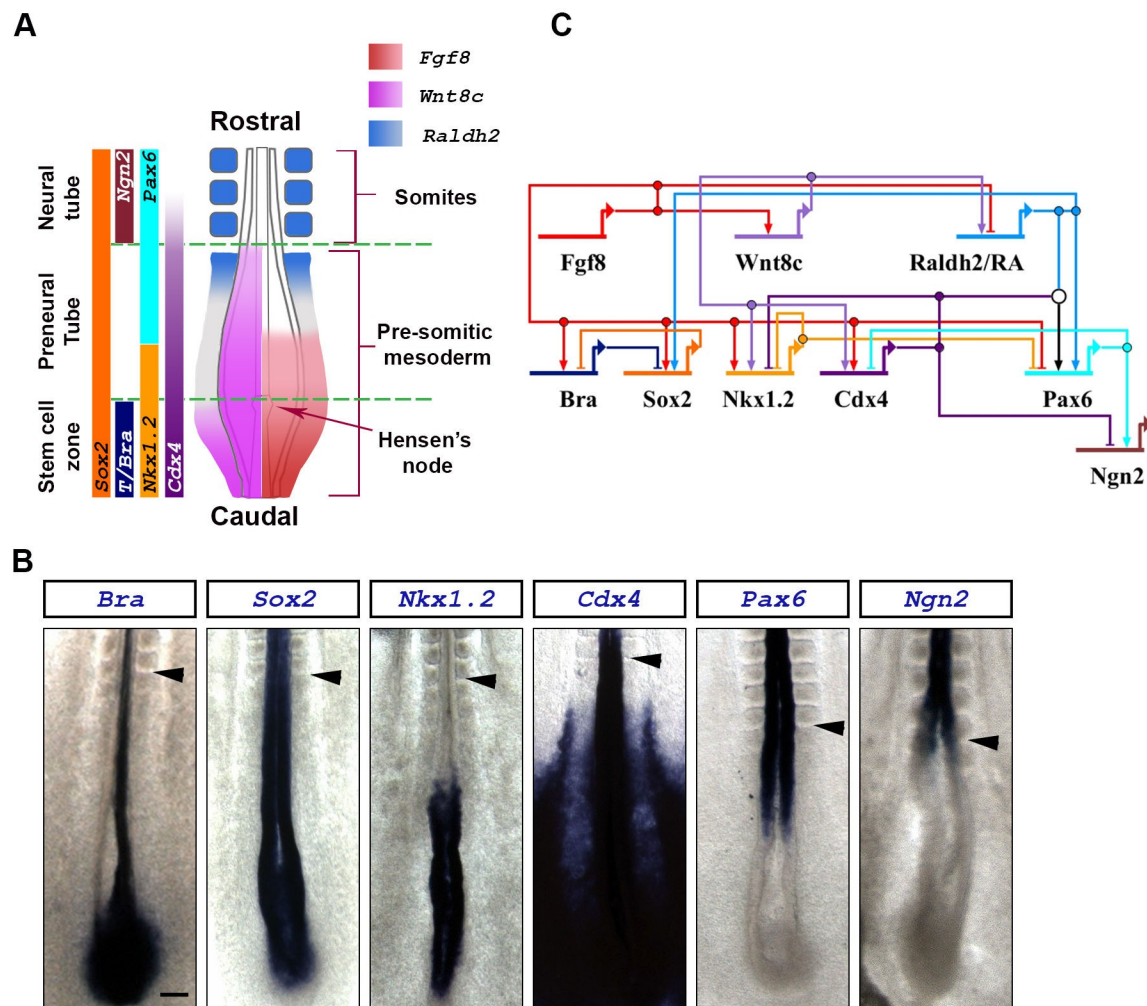 A
Fgf8
Wnt8c
Raldh2
Rostral
Neural
tube
Preneural
Tube
Stem cell
zone
Sox2
Ngn2
T/Bra
Pax6
Nkx1.2
Cdx4
Somites
Pre-somitic
mesoderm
Hensen's
node
Caudal
C
Fgf8
Wnt8c
Raldh2/RA
Bra
Sox2
Nkx1.2
Cdx4
Pax6
Ngn2
B
Bra
Sox2
Nkx1.2
Cdx4
Pax6
Ngn2